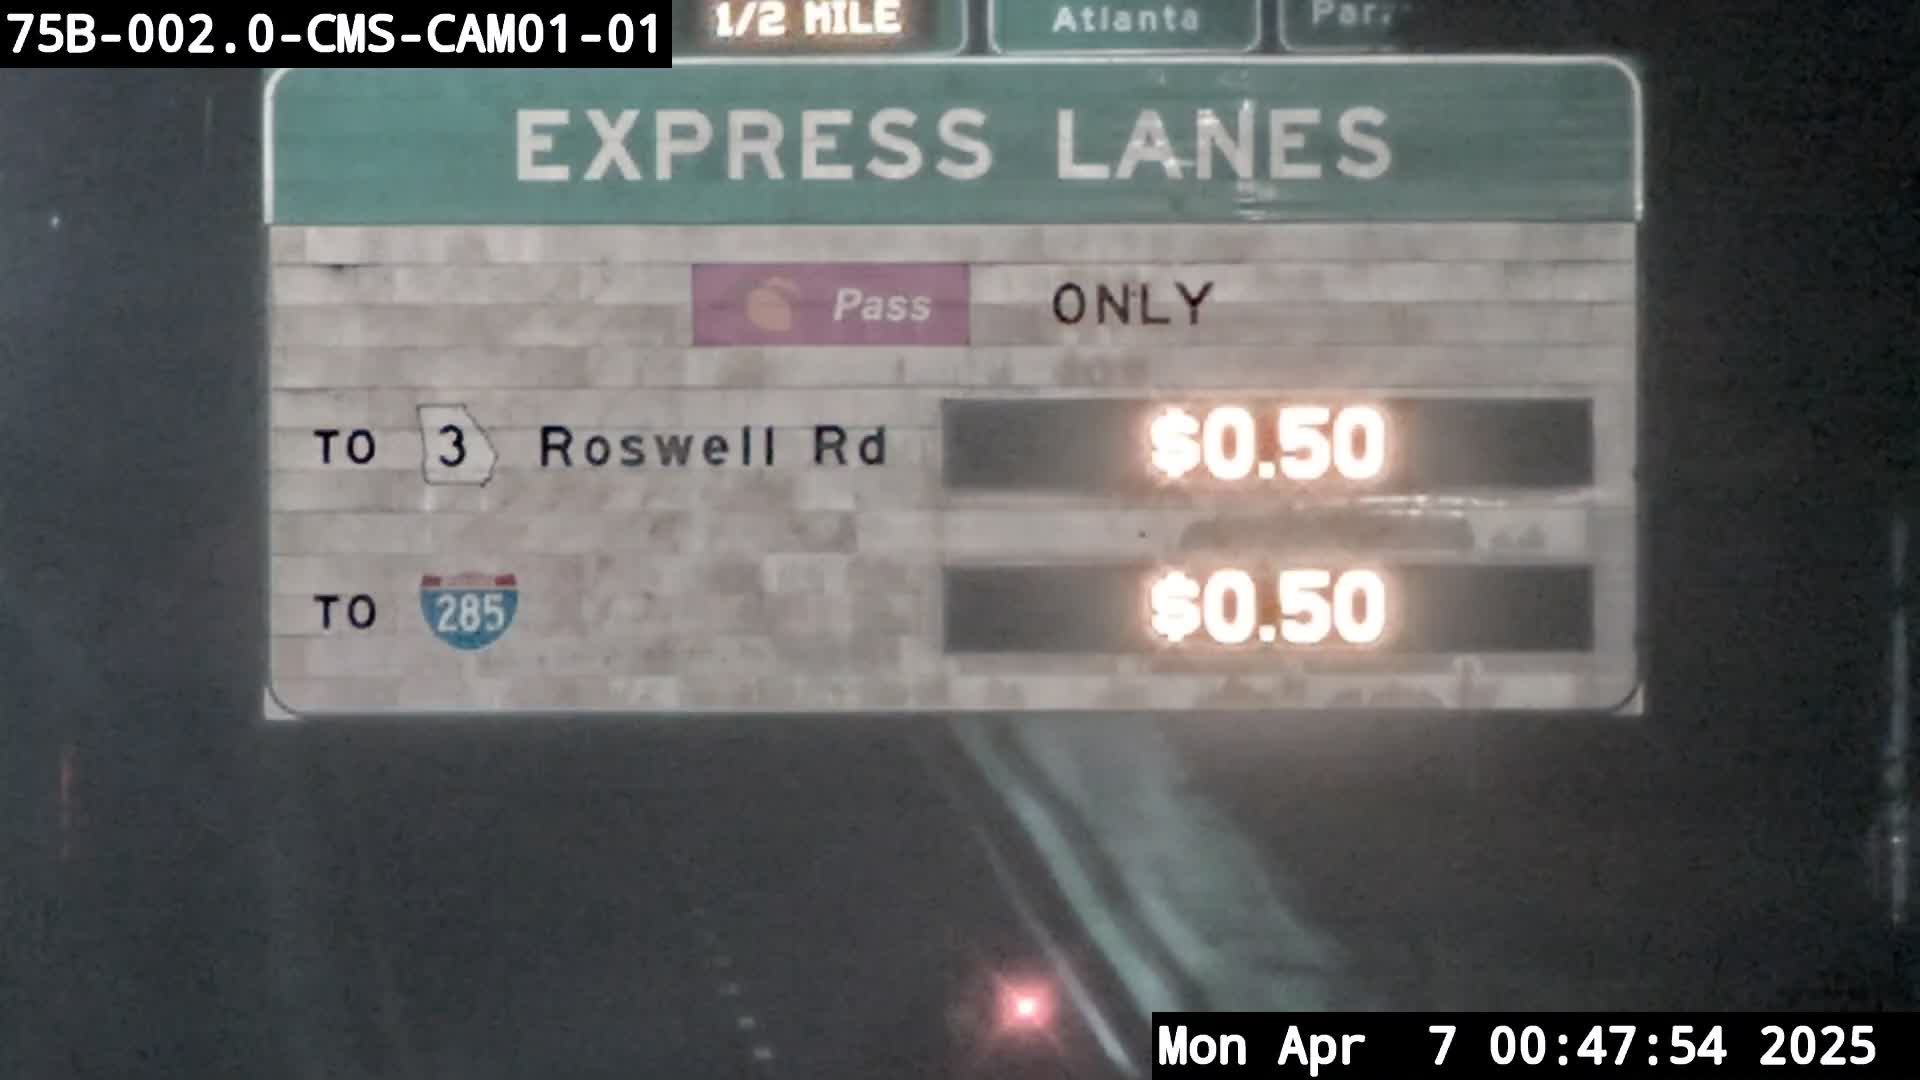 75B-002.0-CMS-CAM01-01
1/2 MILE
Atlanta
EXPRESS LANES
Pass ONLY
TO 3 Roswell Rd $0.50
TO 285 $0.50
Mon Apr 7 00:47:54 2025